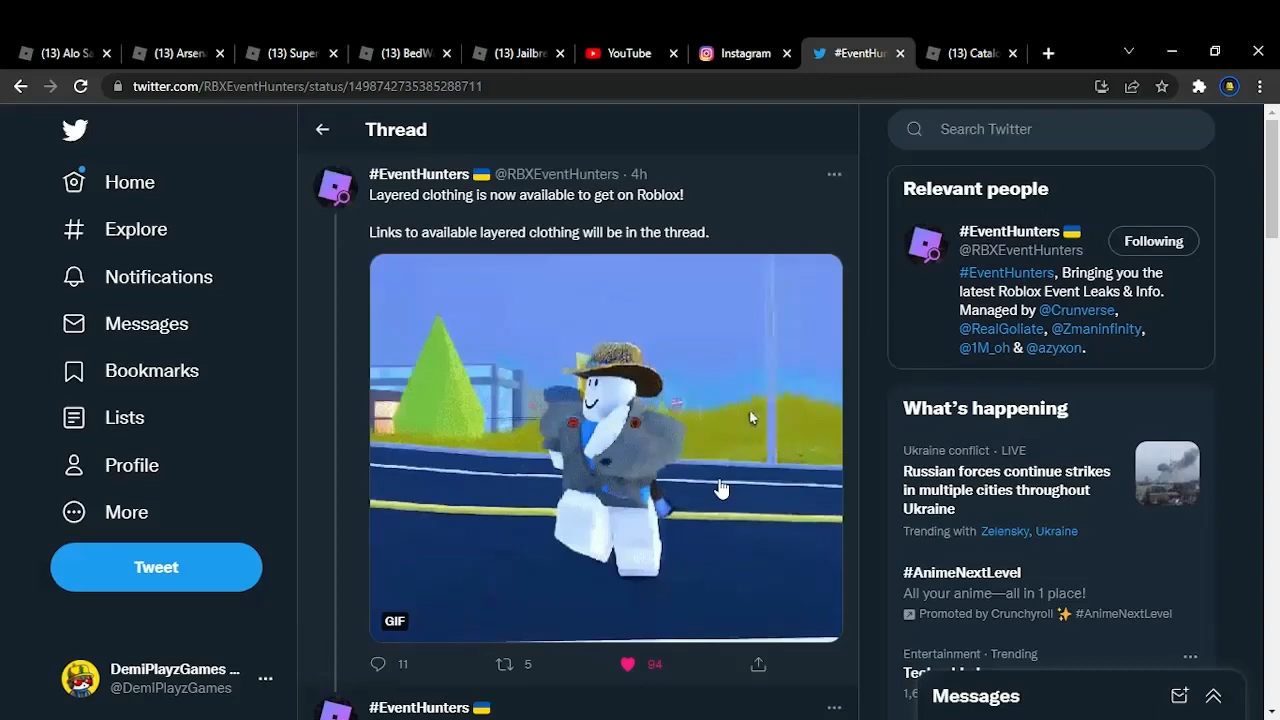 (13) Alo Sa
(13) Arsen
(13) Super
(13) BedW
(13) Jailbre
YouTube
Instagram
#EventHun
(13) Catalo
twitter.com/RBXEventHunters/status/1498742735385288711
Home
Explore
Notifications
Messages
Bookmarks
Lists
Profile
More
Tweet
DemiPlayzGames ...
@DemIPlayzGames
Thread
#EventHunters 🇺🇦 @RBXEventHunters · 4h
Layered clothing is now available to get on Roblox!
Links to available layered clothing will be in the thread.
GIF
11
5
94
#EventHunters 🇺🇦
Search Twitter
Relevant people
#EventHunters 🇺🇦
@RBXEventHunters
Following
#EventHunters, Bringing you the
latest Roblox Event Leaks & Info.
Managed by @Crunverse,
@RealGoliate, @ZmanInfinity,
@1M_oh & @azyxon.
What's happening
Ukraine conflict · LIVE
Russian forces continue strikes
in multiple cities throughout
Ukraine
Trending with Zelensky, Ukraine
#AnimeNextLevel
All your anime—all in 1 place!
Promoted by Crunchyroll ✨ #AnimeNextLevel
Entertainment · Trending
Messages